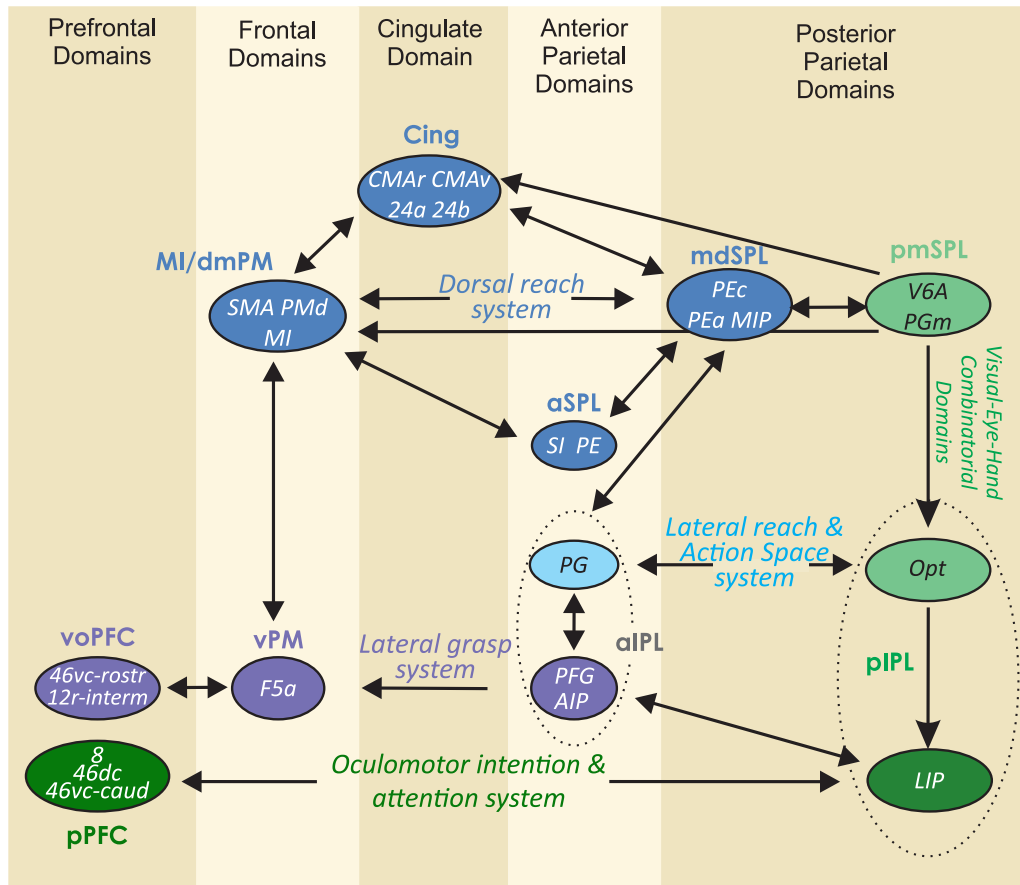 Prefrontal
Domains
Frontal
Domains
Cingulate
Domain
Anterior
Parietal
Domains
Posterior
Parietal
Domains
Cing
CMAr CMAv
24a 24b
MI/dmPM
SMA PMd
MI
Dorsal reach
system
mdSPL
PEc
PEa MIP
pmSPL
V6A
PGm
Visual-Eye-Hand
Combinatorial
Domains
aSPL
SI PE
Lateral reach &
Action Space
system
PG
Opt
voPFC
46vc-rostr
12r-interm
vPM
F5a
Lateral grasp
system
aIPL
PFG
AIP
pIPL
8
46dc
46vc-caud
pPFC
Oculomotor intention &
attention system
LIP